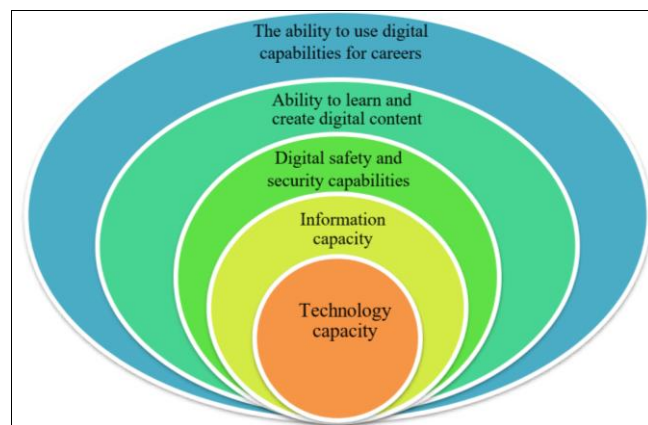 The ability to use digital
capabilities for careers
Ability to learn and
create digital content
Digital safety and
security capabilities
Information
capacity
Technology
capacity